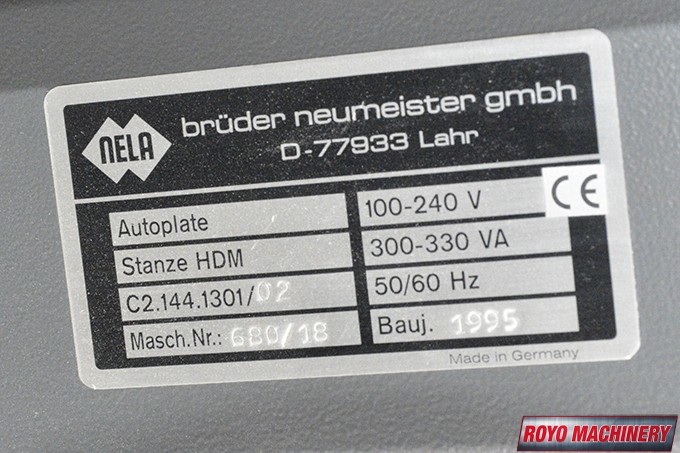 NELA
brüder neumeister gmbh
D-77933 Lahr
Autoplate
100-240 V
CE
Stanze HDM
300-330 VA
C2.144.1301/02
50/60 Hz
Masch.Nr.: 680/18
Bauj. 1995
Made in Germany
ROYO MACHINERY